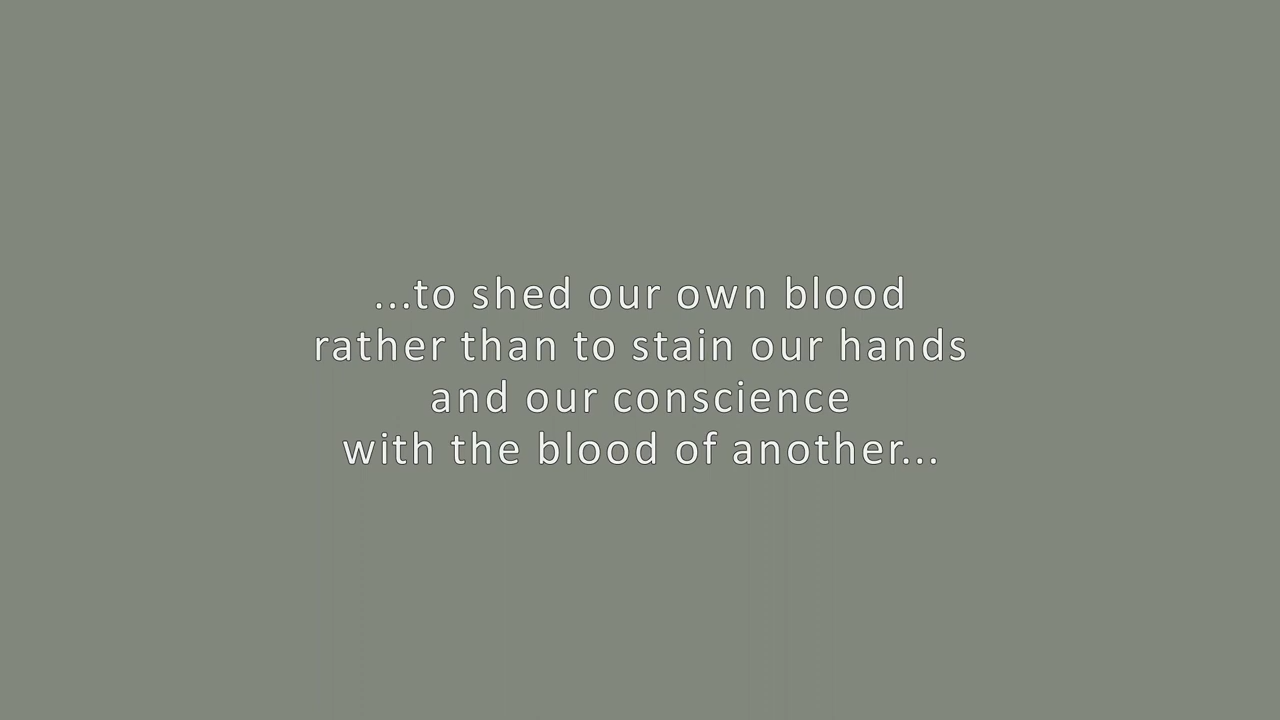 ...to shed our own blood
rather than to stain our hands
and our conscience
with the blood of another...